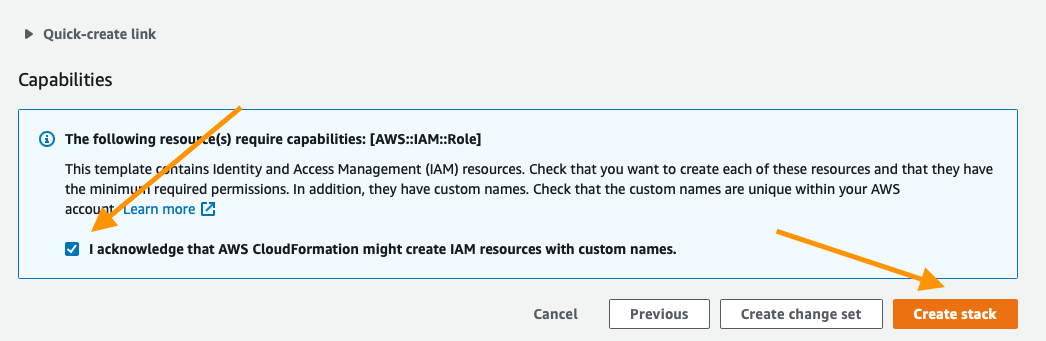 Quick-create link
Capabilities
The following resource(s) require capabilities: [AWS::IAM::Role]
This template contains Identity and Access Management (IAM) resources. Check that you want to create each of these resources and that they have
the minimum required permissions. In addition, they have custom names. Check that the custom names are unique within your AWS
account. Learn more
I acknowledge that AWS CloudFormation might create IAM resources with custom names.
Cancel Previous Create change set Create stack